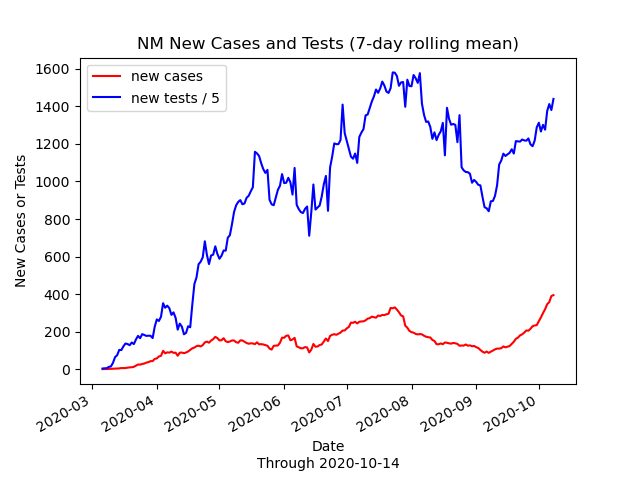 NM New Cases and Tests (7-day rolling mean)
new cases
new tests / 5
1600
1400
1200
1000
800
600
400
200
0
New Cases or Tests
2020-03
2020-04
2020-05
2020-06
2020-07
2020-08
2020-09
2020-10
Date
Through 2020-10-14